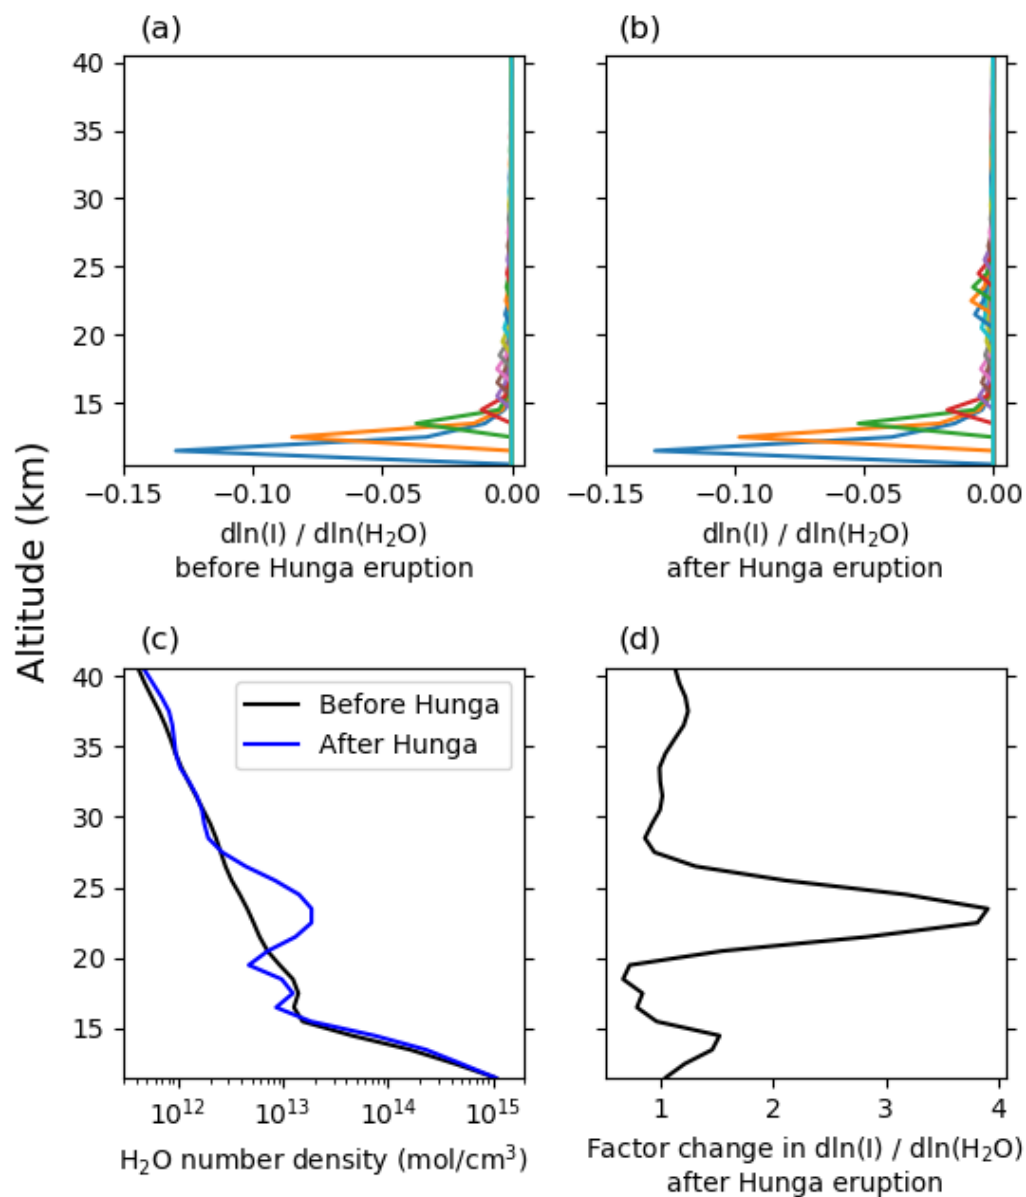 (a)
(b)
40
35
30
25
20
15
−0.15
−0.10
−0.05
0.00
−0.15
−0.10
−0.05
0.00
dln(I) / dln(H₂O)
before Hunga eruption
dln(I) / dln(H₂O)
after Hunga eruption
Altitude (km)
(c)
(d)
40
35
30
25
20
15
Before Hunga
After Hunga
10¹²
10¹³
10¹⁴
10¹⁵
1
2
3
4
H₂O number density (mol/cm³)
Factor change in dln(I) / dln(H₂O)
after Hunga eruption